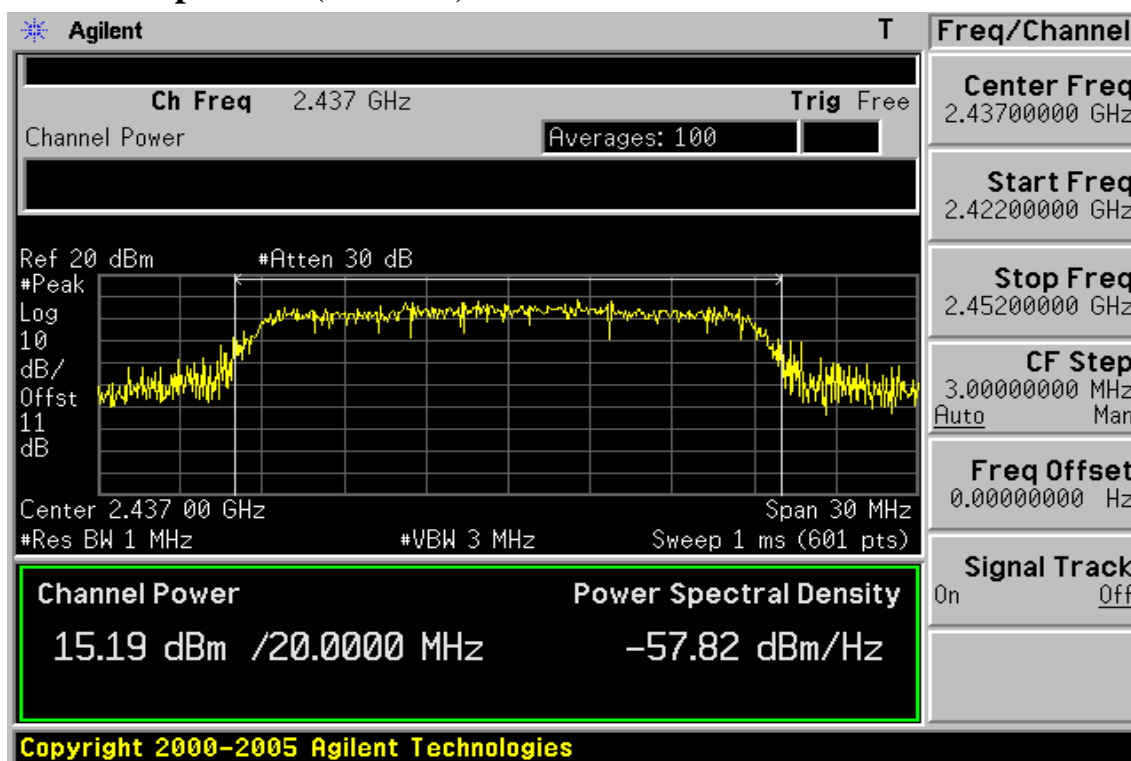 Agilent T
Ch Freq 2.437 GHz Trig Free
Channel Power Averages: 100
Ref 20 dBm #Atten 30 dB
#Peak
Log
10
dB/
Offst
11
dB
Center 2.437 00 GHz Span 30 MHz
#Res BW 1 MHz #VBW 3 MHz Sweep 1 ms (601 pts)
Channel Power Power Spectral Density
15.19 dBm /20.0000 MHz -57.82 dBm/Hz
Copyright 2000-2005 Agilent Technologies
Freq/Channel
Center Freq
2.43700000 GHz
Start Freq
2.42200000 GHz
Stop Freq
2.45200000 GHz
CF Step
3.00000000 MHz
Auto Man
Freq Offset
0.00000000 Hz
Signal Track
On Off